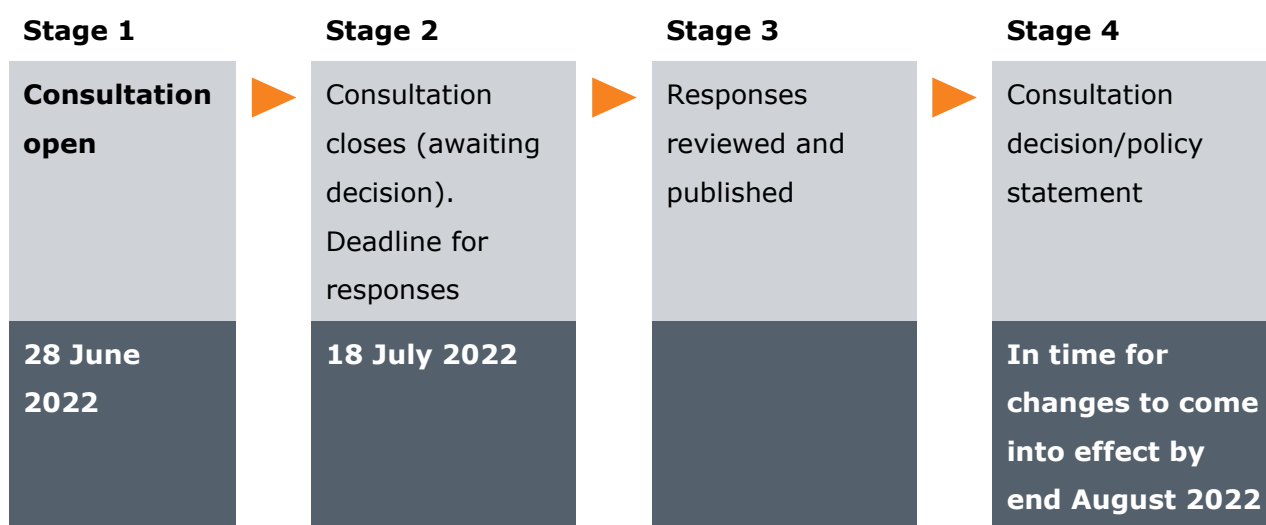 Stage 1
Consultation
open
28 June
2022
Stage 2
Consultation
closes (awaiting
decision).
Deadline for
responses
18 July 2022
Stage 3
Responses
reviewed and
published
Stage 4
Consultation
decision/policy
statement
In time for
changes to come
into effect by
end August 2022